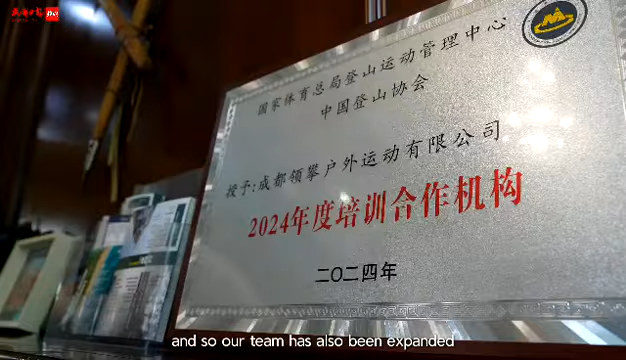 国家体育总局登山运动管理中心
中国登山协会
授予:成都领攀户外运动有限公司
2024年度培训合作机构
二〇二四年
and so our team has also been expanded